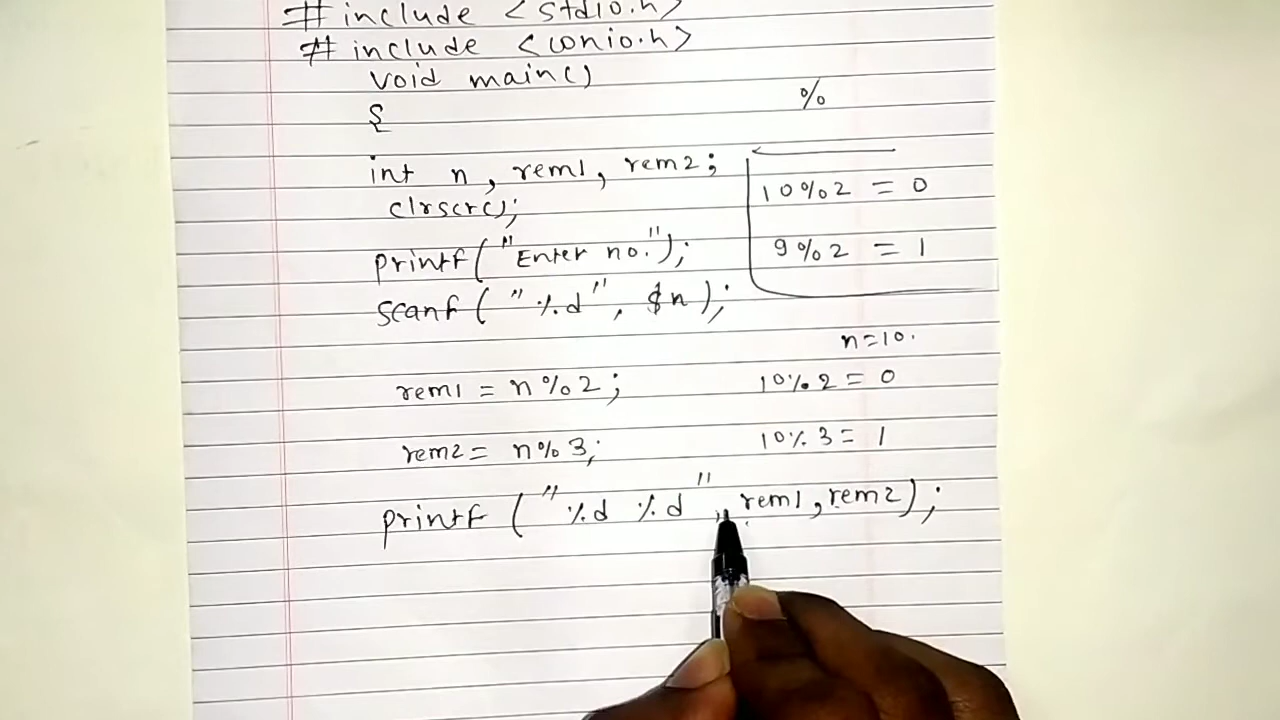 # include <stdio.h>
# include <conio.h>
void main()
{
%
int n, rem1, rem2;
clrscr();
10%2 = 0
printf("Enter no.");
9%2 = 1
scanf("%d", &n);
n=10.
rem1 = n%2;
10%2 = 0
rem2 = n%3;
10%3 = 1
printf("%d %d", rem1, rem2);